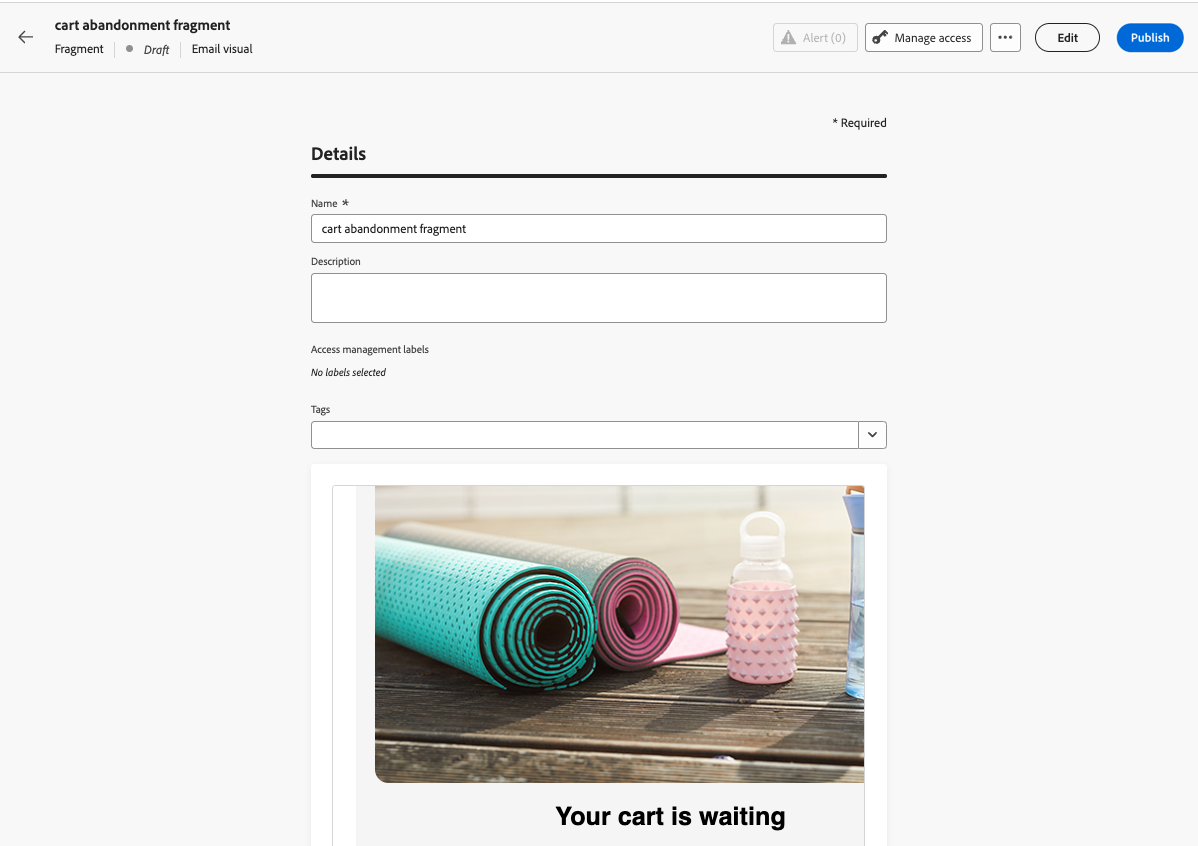 cart abandonment fragment
Fragment Draft Email visual
Alert (0) Manage access ••• Edit Publish
* Required
Details
Name *
cart abandonment fragment
Description
Access management labels
No labels selected
Tags
Your cart is waiting